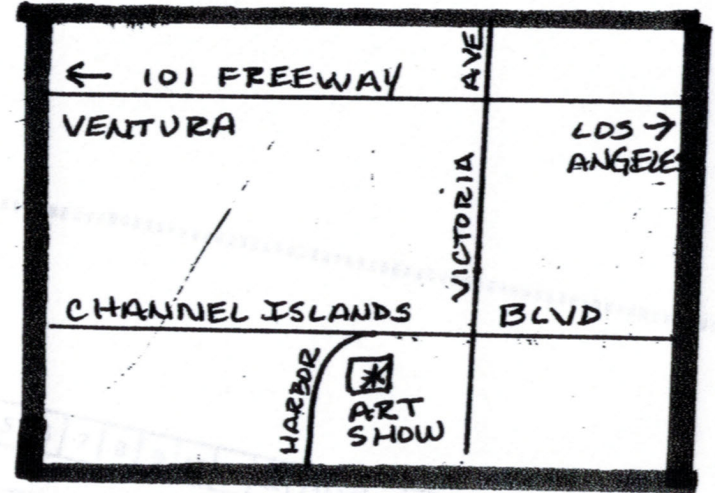 ← 101 FREEWAY
AVE
VENTURA
LOS →
ANGELES
VICTORIA
CHANNEL ISLANDS BLVD
HARBOR
ART
SHOW